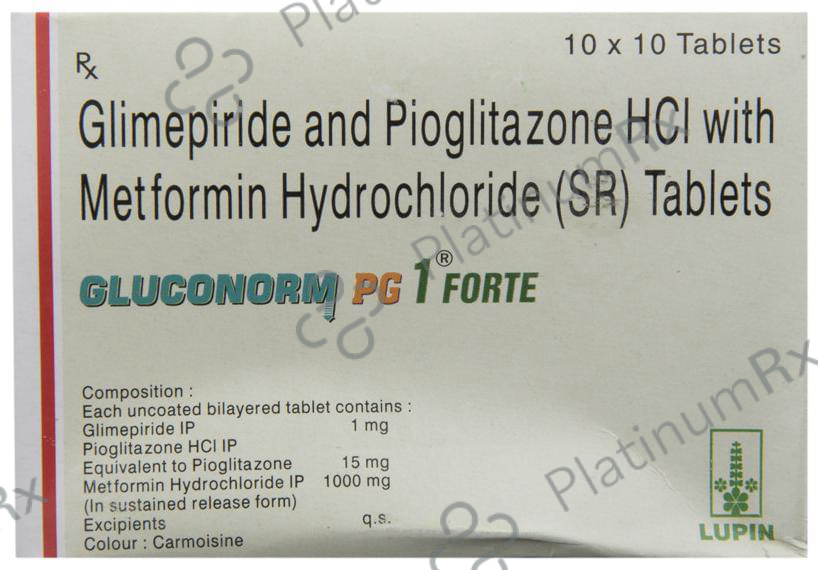 10 x 10 Tablets
Rx
Glimepiride and Pioglitazone HCl with
Metformin Hydrochloride (SR) Tablets
GLUCONORM PG 1® FORTE
Composition :
Each uncoated bilayered tablet contains :
Glimepiride IP 1 mg
Pioglitazone HCl IP
Equivalent to Pioglitazone 15 mg
Metformin Hydrochloride IP 1000 mg
(In sustained release form)
Excipients q.s.
Colour : Carmoisine
LUPIN
PlatinumRx
PlatinumRx
PlatinumRx
Rx